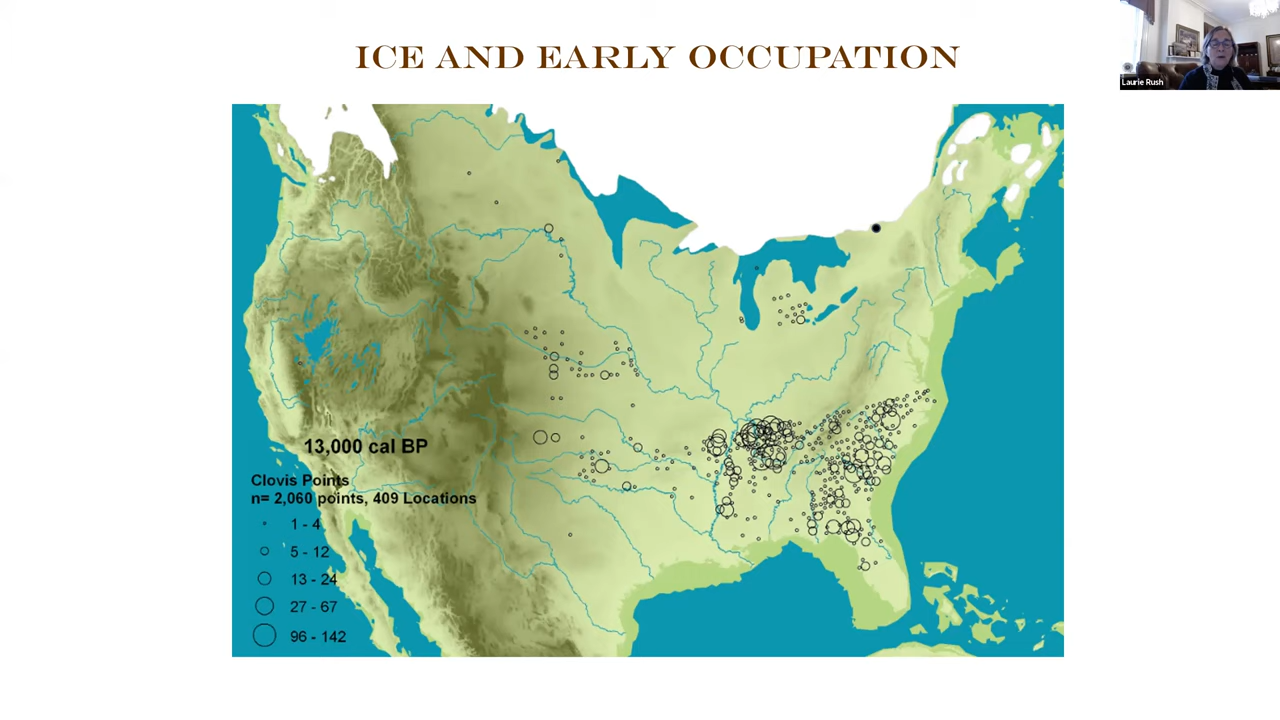 ICE AND EARLY OCCUPATION
Laurie Rush
13,000 cal BP
Clovis Points
n= 2,060 points, 409 Locations
1 - 4
5 - 12
13 - 24
27 - 67
96 - 142